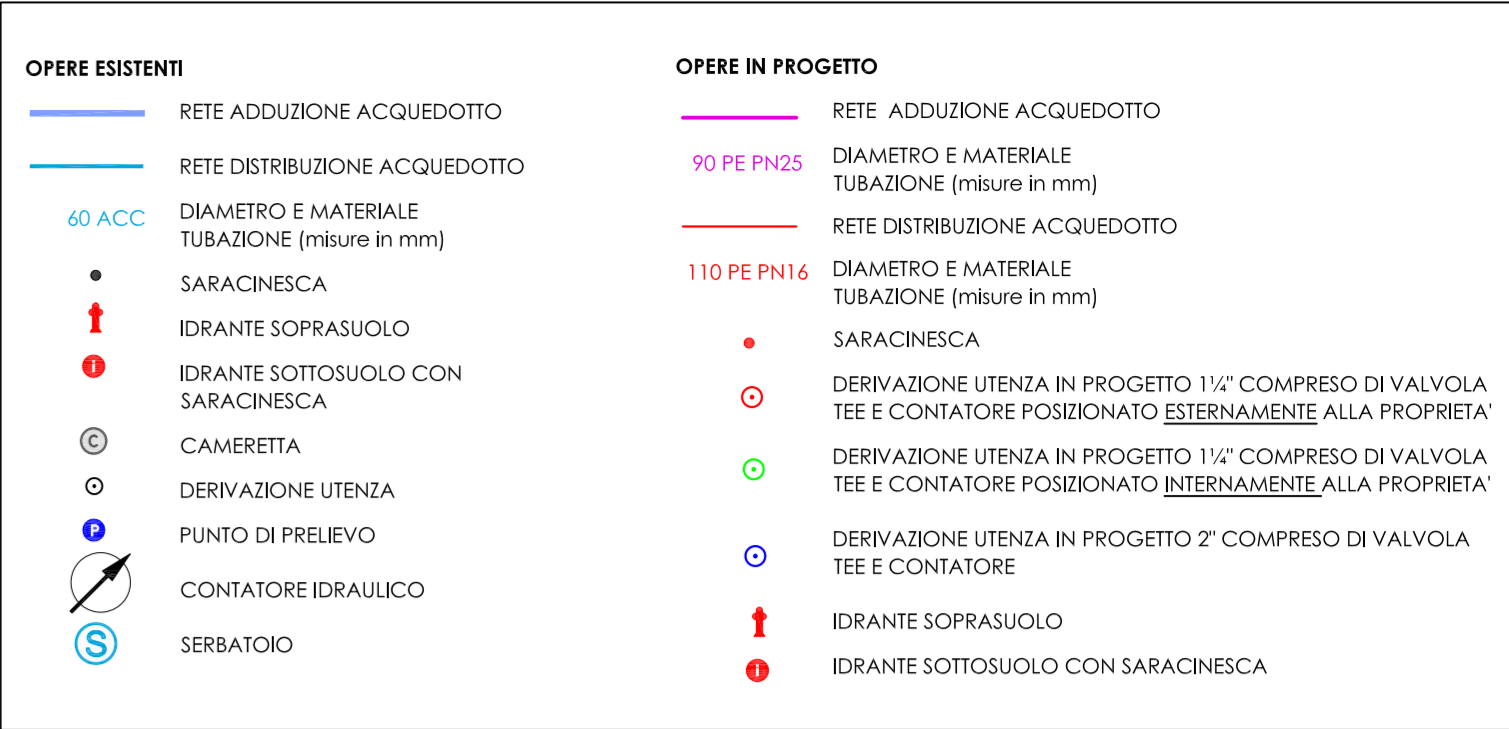 OPERE ESISTENTI
RETE ADDUZIONE ACQUEDOTTO
RETE DISTRIBUZIONE ACQUEDOTTO
60 ACC
DIAMETRO E MATERIALE
TUBAZIONE (misure in mm)
SARACINESCA
IDRANTE SOPRASUOLO
i
IDRANTE SOTTOSUOLO CON
SARACINESCA
C
CAMERETTA
DERIVAZIONE UTENZA
P
PUNTO DI PRELIEVO
CONTATORE IDRAULICO
S
SERBATOIO
OPERE IN PROGETTO
RETE ADDUZIONE ACQUEDOTTO
90 PE PN25
DIAMETRO E MATERIALE
TUBAZIONE (misure in mm)
RETE DISTRIBUZIONE ACQUEDOTTO
110 PE PN16
DIAMETRO E MATERIALE
TUBAZIONE (misure in mm)
SARACINESCA
DERIVAZIONE UTENZA IN PROGETTO 1¼" COMPRESO DI VALVOLA
TEE E CONTATORE POSIZIONATO ESTERNAMENTE ALLA PROPRIETA'
DERIVAZIONE UTENZA IN PROGETTO 1¼" COMPRESO DI VALVOLA
TEE E CONTATORE POSIZIONATO INTERNAMENTE ALLA PROPRIETA'
DERIVAZIONE UTENZA IN PROGETTO 2" COMPRESO DI VALVOLA
TEE E CONTATORE
IDRANTE SOPRASUOLO
i
IDRANTE SOTTOSUOLO CON SARACINESCA